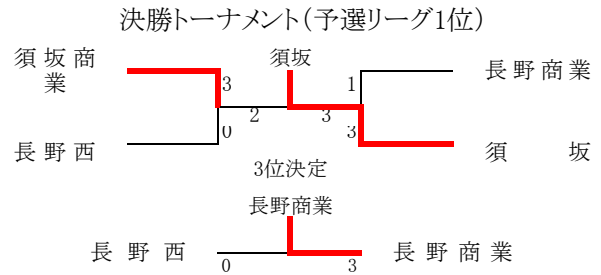 決勝トーナメント(予選リーグ1位)
須坂商業
須坂
長野商業
3
1
2
3
0
3
長野西
須坂
3位決定
長野商業
長野西
長野商業
0
3